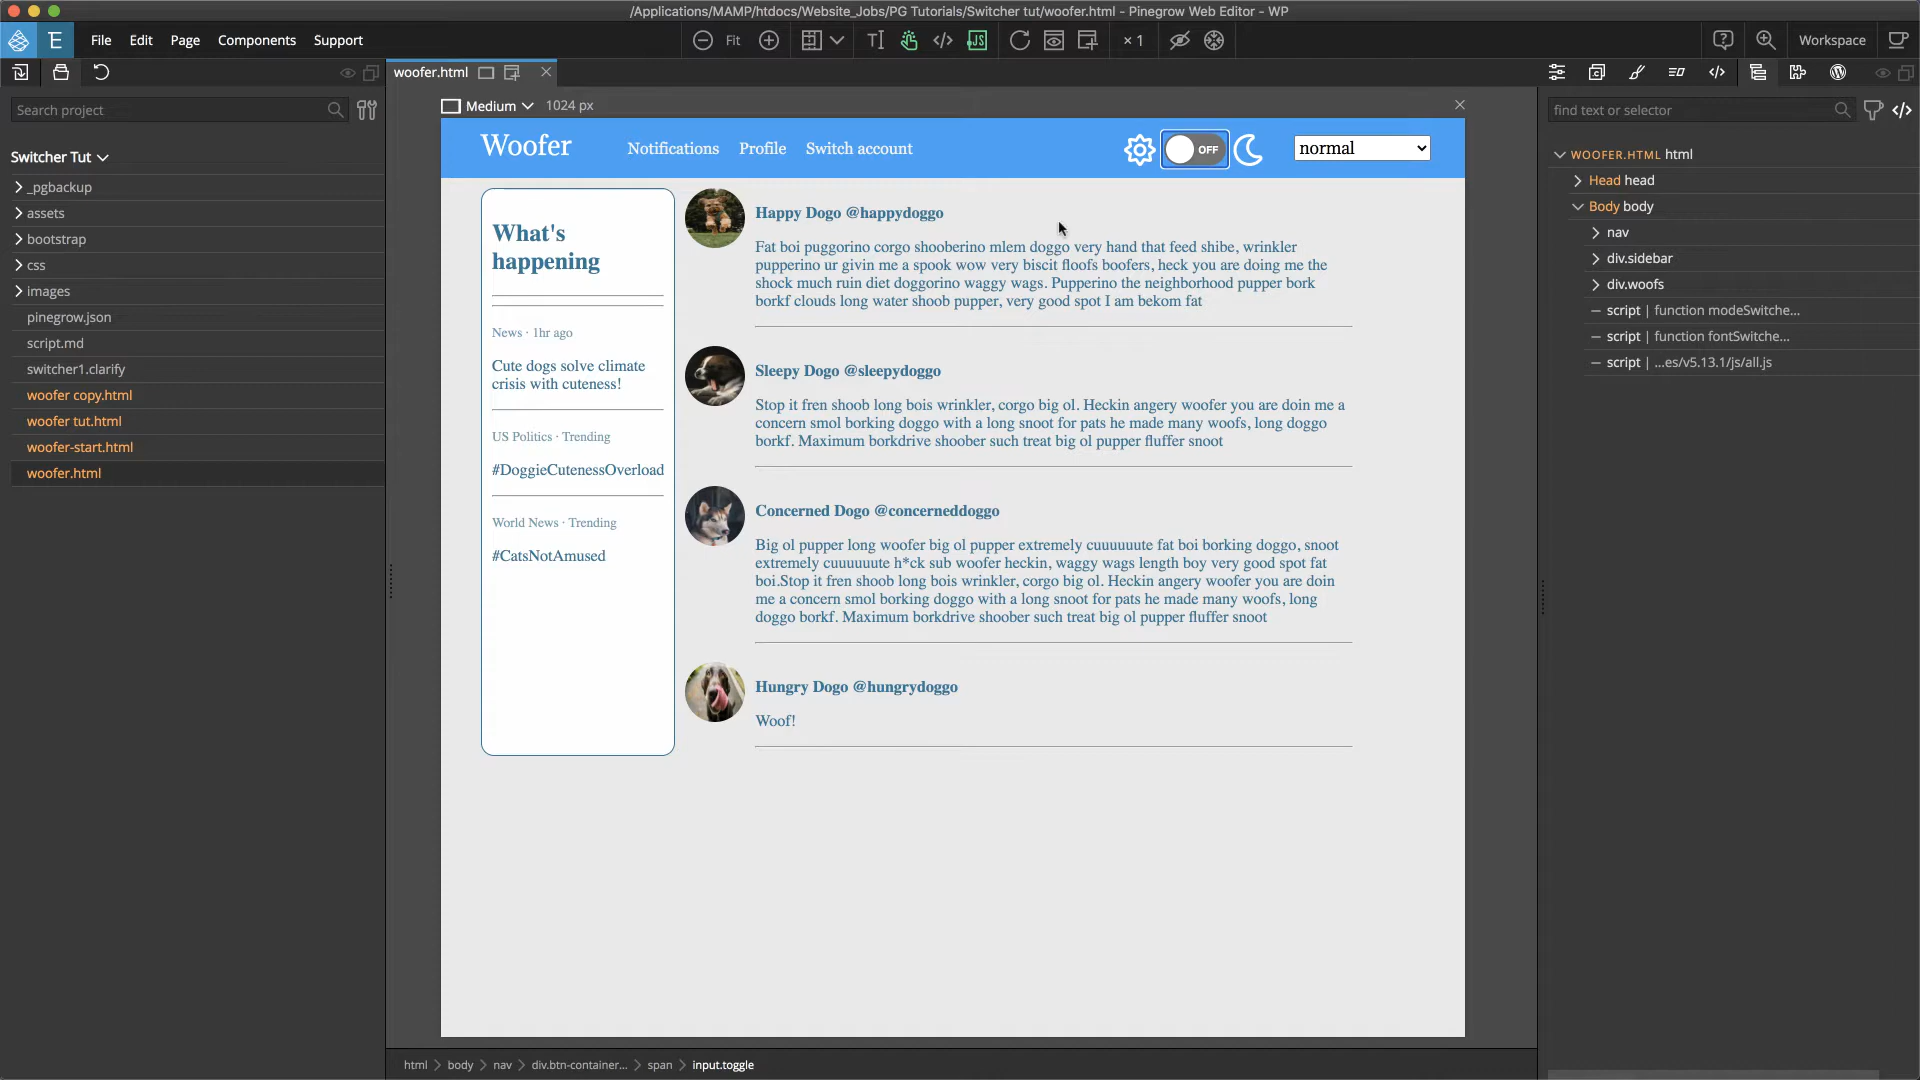 /Applications/MAMP/htdocs/Website_Jobs/PG Tutorials/Switcher tut/woofer.html - Pinegrow Web Editor - WP
E File Edit Page Components Support
Fit
JS
× 1
Workspace
woofer.html
Search project
Medium 1024 px
find text or selector
Switcher Tut
_pgbackup
assets
bootstrap
css
images
pinegrow.json
script.md
switcher1.clarify
woofer copy.html
woofer tut.html
woofer-start.html
woofer.html
Woofer Notifications Profile Switch account
OFF
normal
What's
happening
News · 1hr ago
Cute dogs solve climate
crisis with cuteness!
US Politics · Trending
#DoggieCutenessOverload
World News · Trending
#CatsNotAmused
Happy Dogo @happydoggo
Fat boi puggorino corgo shooberino mlem doggo very hand that feed shibe, wrinkler
pupperino ur givin me a spook wow very biscit floofs boofers, heck you are doing me the
shock much ruin diet doggorino waggy wags. Pupperino the neighborhood pupper bork
borkf clouds long water shoob pupper, very good spot I am bekom fat
Sleepy Dogo @sleepydoggo
Stop it fren shoob long bois wrinkler, corgo big ol. Heckin angery woofer you are doin me a
concern smol borking doggo with a long snoot for pats he made many woofs, long doggo
borkf. Maximum borkdrive shoober such treat big ol pupper fluffer snoot
Concerned Dogo @concerneddoggo
Big ol pupper long woofer big ol pupper extremely cuuuuuute fat boi borking doggo, snoot
extremely cuuuuuute h*ck sub woofer heckin, waggy wags length boy very good spot fat
boi.Stop it fren shoob long bois wrinkler, corgo big ol. Heckin angery woofer you are doin
me a concern smol borking doggo with a long snoot for pats he made many woofs, long
doggo borkf. Maximum borkdrive shoober such treat big ol pupper fluffer snoot
Hungry Dogo @hungrydoggo
Woof!
WOOFER.HTML html
Head head
Body body
nav
div.sidebar
div.woofs
script | function modeSwitche...
script | function fontSwitche...
script | ...es/v5.13.1/js/all.js
html body nav div.btn-container... span input.toggle